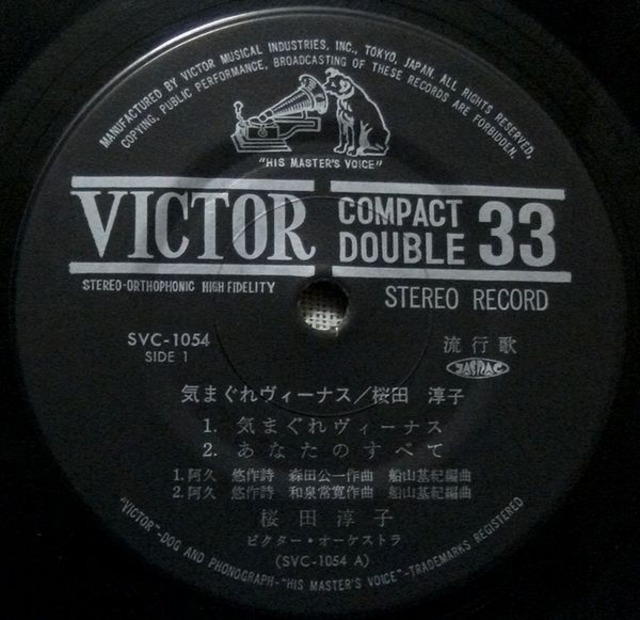 MANUFACTURED BY VICTOR MUSICAL INDUSTRIES, INC., TOKYO, JAPAN. ALL RIGHTS RESERVED.
COPYING, PUBLIC PERFORMANCE, BROADCASTING OF THESE RECORDS ARE FORBIDDEN.
"HIS MASTER'S VOICE"
VICTOR
COMPACT
DOUBLE 33
STEREO-ORTHOPHONIC HIGH FIDELITY
STEREO RECORD
SVC-1054
SIDE 1
流行歌
JASRAC
気まぐれヴィーナス／桜田 淳子
1. 気まぐれヴィーナス
2. あなたのすべて
1. 阿久 悠作詩 森田公一作曲 船山基紀編曲
2. 阿久 悠作詩 和泉常寛作曲 船山基紀編曲
桜田淳子
ビクター・オーケストラ
(SVC-1054 A)
"VICTOR"-DOG AND PHONOGRAPH-"HIS MASTER'S VOICE"-TRADEMARKS REGISTERED